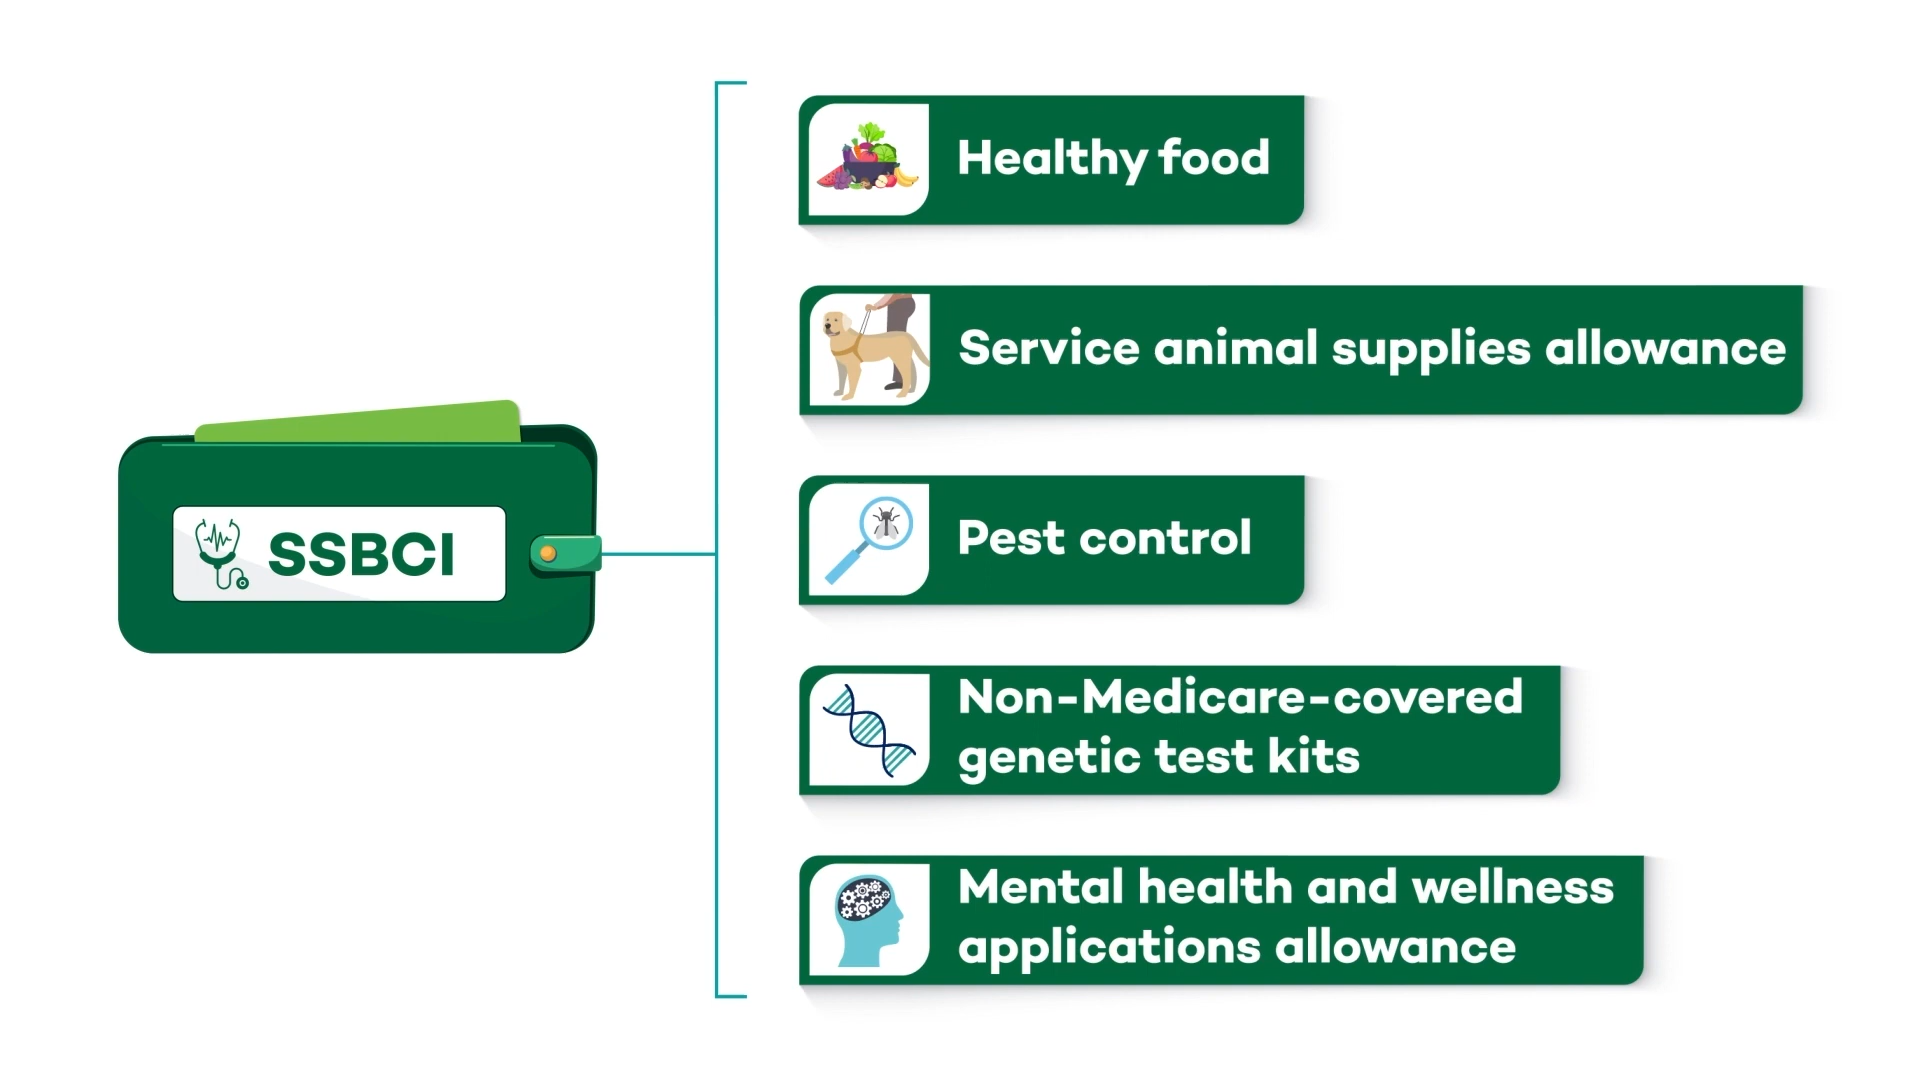 SSBCI
Healthy food
Service animal supplies allowance
Pest control
Non-Medicare-covered
genetic test kits
Mental health and wellness
applications allowance